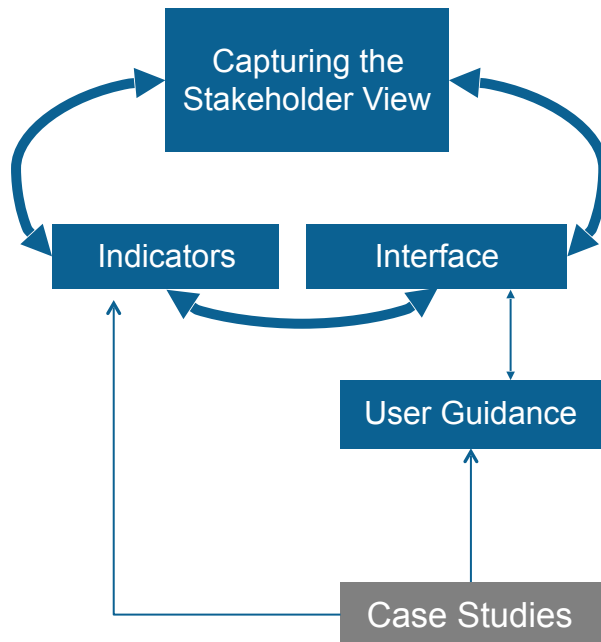 Capturing the
Stakeholder View
Indicators
Interface
User Guidance
Case Studies